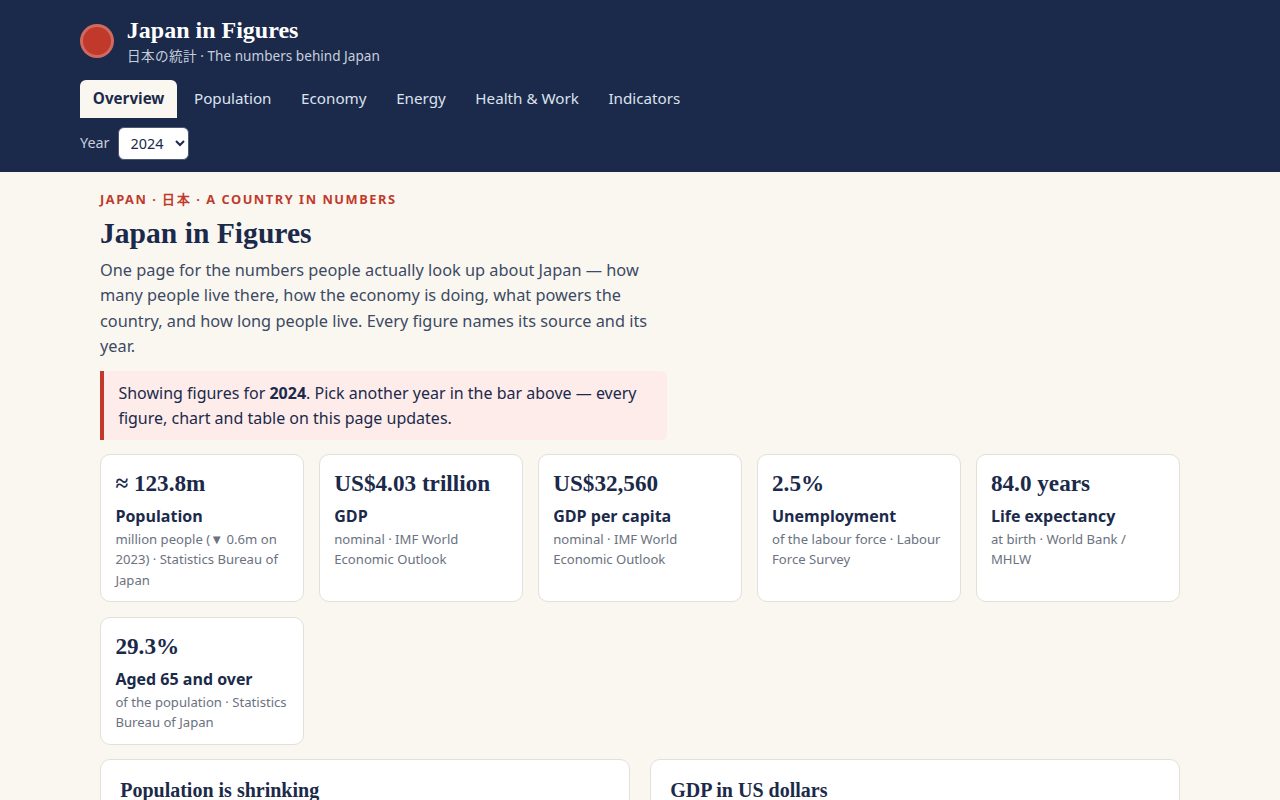 Japan in Figures
日本の統計 · The numbers behind Japan
Overview Population Economy Energy Health & Work Indicators
Year 2024
JAPAN · 日本 · A COUNTRY IN NUMBERS
Japan in Figures
One page for the numbers people actually look up about Japan — how
many people live there, how the economy is doing, what powers the
country, and how long people live. Every figure names its source and its
year.
Showing figures for 2024. Pick another year in the bar above — every
figure, chart and table on this page updates.
≈ 123.8m
Population
million people (▼ 0.6m on
2023) · Statistics Bureau of
Japan
US$4.03 trillion
GDP
nominal · IMF World
Economic Outlook
US$32,560
GDP per capita
nominal · IMF World
Economic Outlook
2.5%
Unemployment
of the labour force · Labour
Force Survey
84.0 years
Life expectancy
at birth · World Bank /
MHLW
29.3%
Aged 65 and over
of the population · Statistics
Bureau of Japan
Population is shrinking
GDP in US dollars